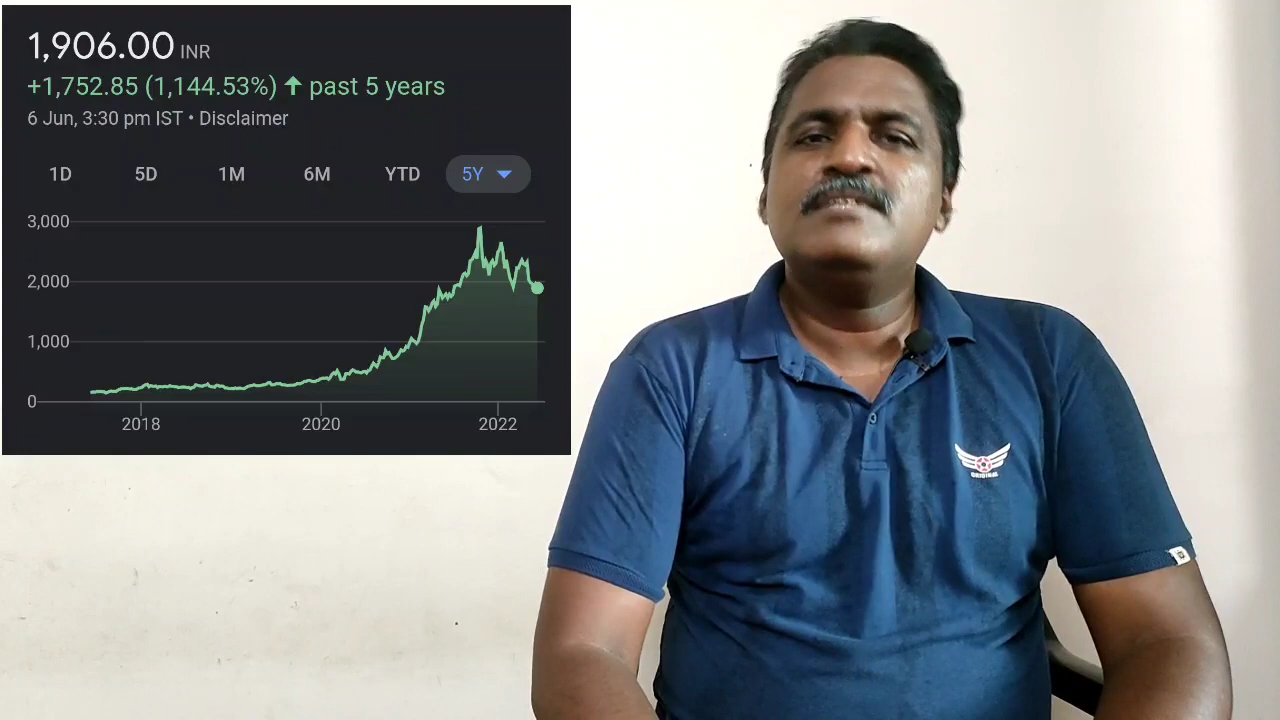 1,906.00 INR
+1,752.85 (1,144.53%) ↑ past 5 years
6 Jun, 3:30 pm IST • Disclaimer
1D 5D 1M 6M YTD 5Y
3,000
2,000
1,000
0
2018 2020 2022
ORIGINAL